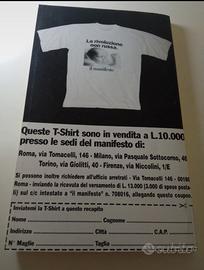 La rivoluzione
non russa.
il manifesto
Queste T-Shirt sono in vendita a L.10.000
presso le sedi del manifesto di:
Roma, via Tomacelli, 146 - Milano, via Pasquale Sottocorno, 46
Torino, via Giolitti, 40 - Firenze, via Niccolini, 1/E
Si possono inoltre richiedere all'ufficio arretrati - Via Tomacelli 146 - 00186
Roma - inviando la ricevuta del versamento di L. 13.000 (3.000 di spese posta-
li) sul c/c intestato a "il manifesto" n. 708016, allegando questo coupon.
Inviatemi la T-Shirt a questo recapito
Nome Cognome
Indirizzo Città C.A.P.
N° Maglie Taglia
subito